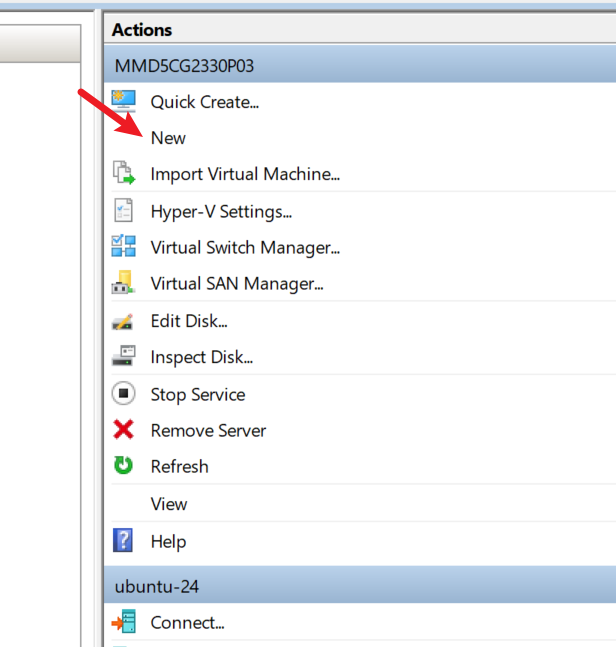 Actions
MMD5CG2330P03
Quick Create...
New
Import Virtual Machine...
Hyper-V Settings...
Virtual Switch Manager...
Virtual SAN Manager...
Edit Disk...
Inspect Disk...
Stop Service
Remove Server
Refresh
View
Help
ubuntu-24
Connect...